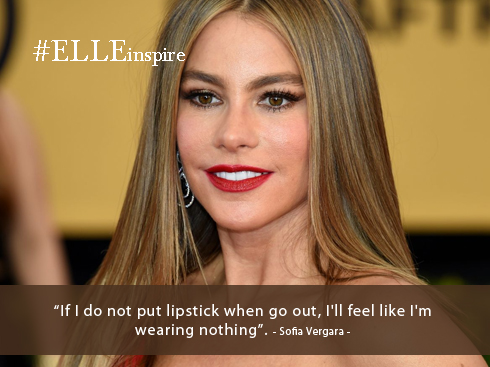 #ELLEinspire
“If I do not put lipstick when go out, I'll feel like I'm
wearing nothing”. - Sofia Vergara -